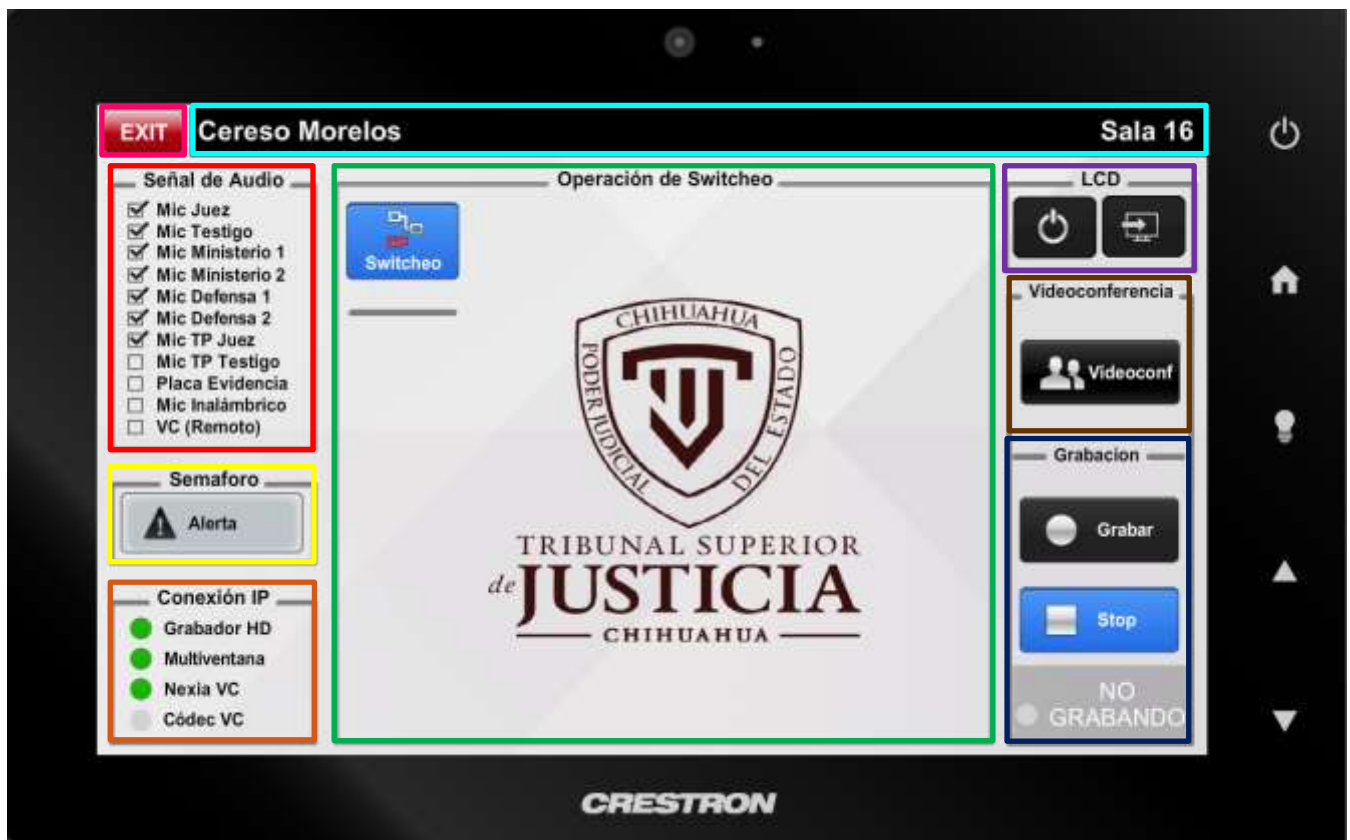 EXIT
Cereso Morelos
Sala 16
Señal de Audio
Mic Juez
Mic Testigo
Mic Ministerio 1
Mic Ministerio 2
Mic Defensa 1
Mic Defensa 2
Mic TP Juez
Mic TP Testigo
Placa Evidencia
Mic Inalámbrico
VC (Remoto)
Semaforo
Alerta
Conexión IP
Grabador HD
Multiventana
Nexia VC
Códec VC
Operación de Switcheo
Switcheo
CHIHUAHUA
PODER JUDICIAL
DEL ESTADO
TRIBUNAL SUPERIOR
de JUSTICIA
CHIHUAHUA
LCD
Videoconferencia
Videoconf
Grabacion
Grabar
Stop
NO
GRABANDO
CRESTRON